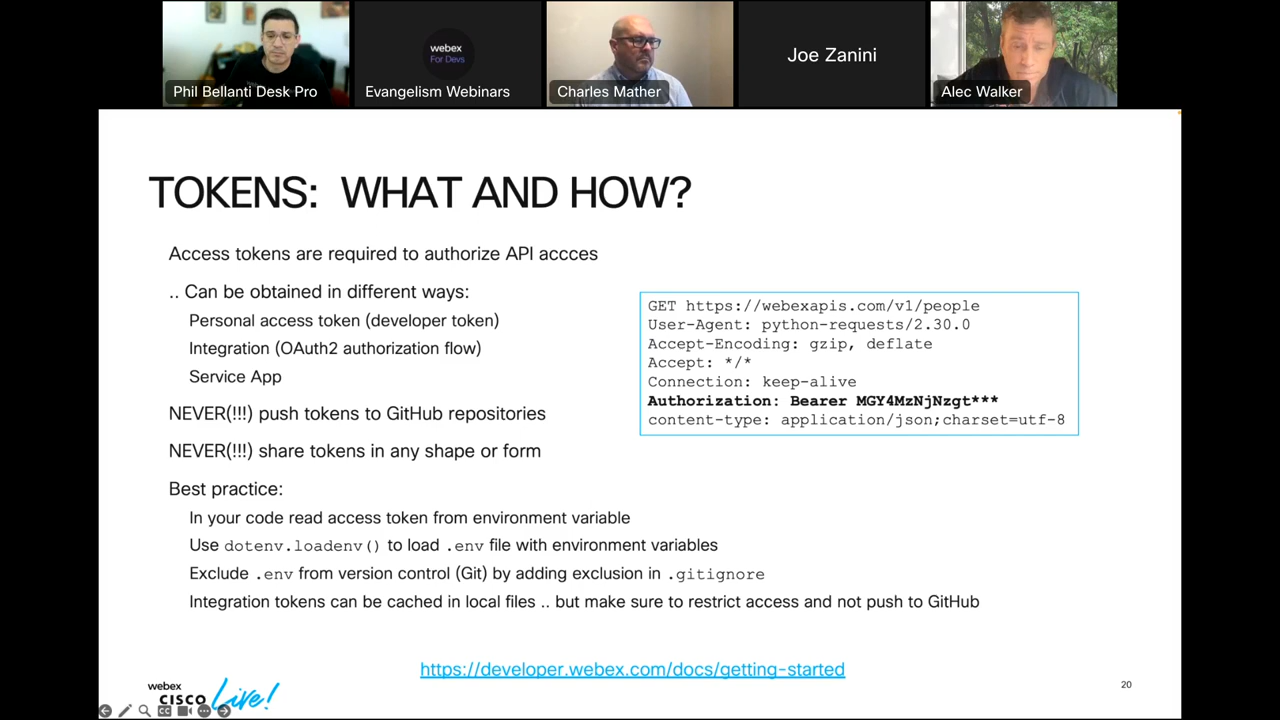 webex
For Devs
Joe Zanini
Phil Bellanti Desk Pro
Evangelism Webinars
Charles Mather
Alec Walker
TOKENS: WHAT AND HOW?
Access tokens are required to authorize API accces
.. Can be obtained in different ways:
Personal access token (developer token)
Integration (OAuth2 authorization flow)
Service App
NEVER(!!!) push tokens to GitHub repositories
NEVER(!!!) share tokens in any shape or form
Best practice:
In your code read access token from environment variable
Use dotenv.loadenv() to load .env file with environment variables
Exclude .env from version control (Git) by adding exclusion in .gitignore
Integration tokens can be cached in local files .. but make sure to restrict access and not push to GitHub
GET https://webexapis.com/v1/people
User-Agent: python-requests/2.30.0
Accept-Encoding: gzip, deflate
Accept: */*
Connection: keep-alive
Authorization: Bearer MGY4MzNjNzgt***
content-type: application/json;charset=utf-8
https://developer.webex.com/docs/getting-started
webex
CISCO Live!
CC
20